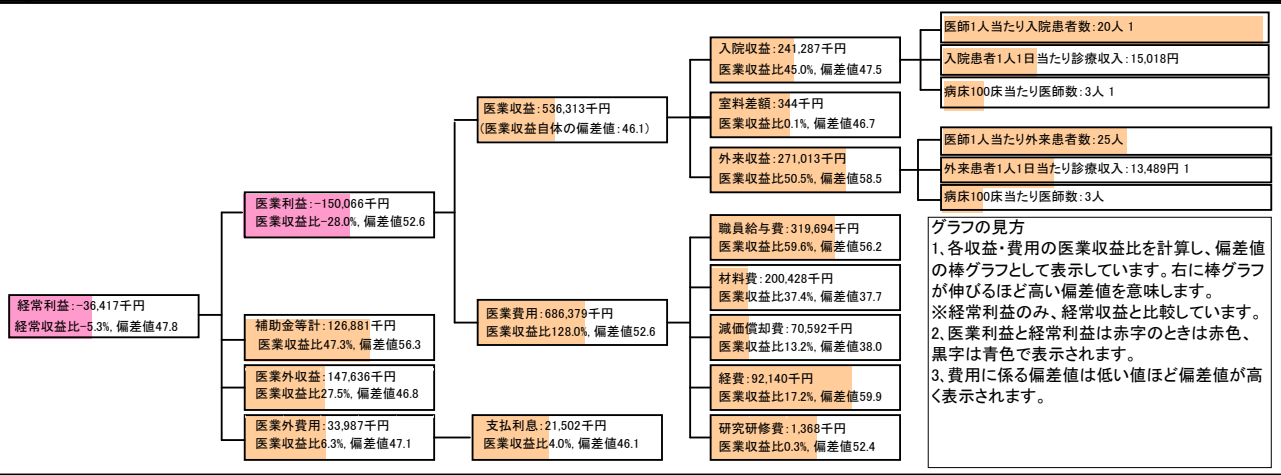 経常利益:-36,417千円
経常収益比-5.3%, 偏差値47.8
医業利益:-150,066千円
医業収益比-28.0%, 偏差値52.6
補助金等計:126,881千円
医業収益比47.3%, 偏差値56.3
医業外収益:147,636千円
医業収益比27.5%, 偏差値46.8
医業外費用:33,987千円
医業収益比6.3%, 偏差値47.1
支払利息:21,502千円
医業収益比4.0%, 偏差値46.1
医業収益:536,313千円
(医業収益自体の偏差値:46.1)
医業費用:686,379千円
医業収益比128.0%, 偏差値52.6
入院収益:241,287千円
医業収益比45.0%, 偏差値47.5
室料差額:344千円
医業収益比0.1%, 偏差値46.7
外来収益:271,013千円
医業収益比50.5%, 偏差値58.5
職員給与費:319,694千円
医業収益比59.6%, 偏差値56.2
材料費:200,428千円
医業収益比37.4%, 偏差値37.7
減価償却費:70,592千円
医業収益比13.2%, 偏差値38.0
経費:92,140千円
医業収益比17.2%, 偏差値59.9
研究研修費:1,368千円
医業収益比0.3%, 偏差値52.4
医師1人当たり入院患者数:20人 1
入院患者1人1日当たり診療収入:15,018円
病床100床当たり医師数:3人 1
医師1人当たり外来患者数:25人
外来患者1人1日当たり診療収入:13,489円 1
病床100床当たり医師数:3人
グラフの見方
1、各収益・費用の医業収益比を計算し、偏差値
の棒グラフとして表示しています。右に棒グラフ
が伸びるほど高い偏差値を意味します。
※経常利益のみ、経常収益と比較しています。
2、医業利益と経常利益は赤字のときは赤色、
黒字は青色で表示されます。
3、費用に係る偏差値は低い値ほど偏差値が高
く表示されます。